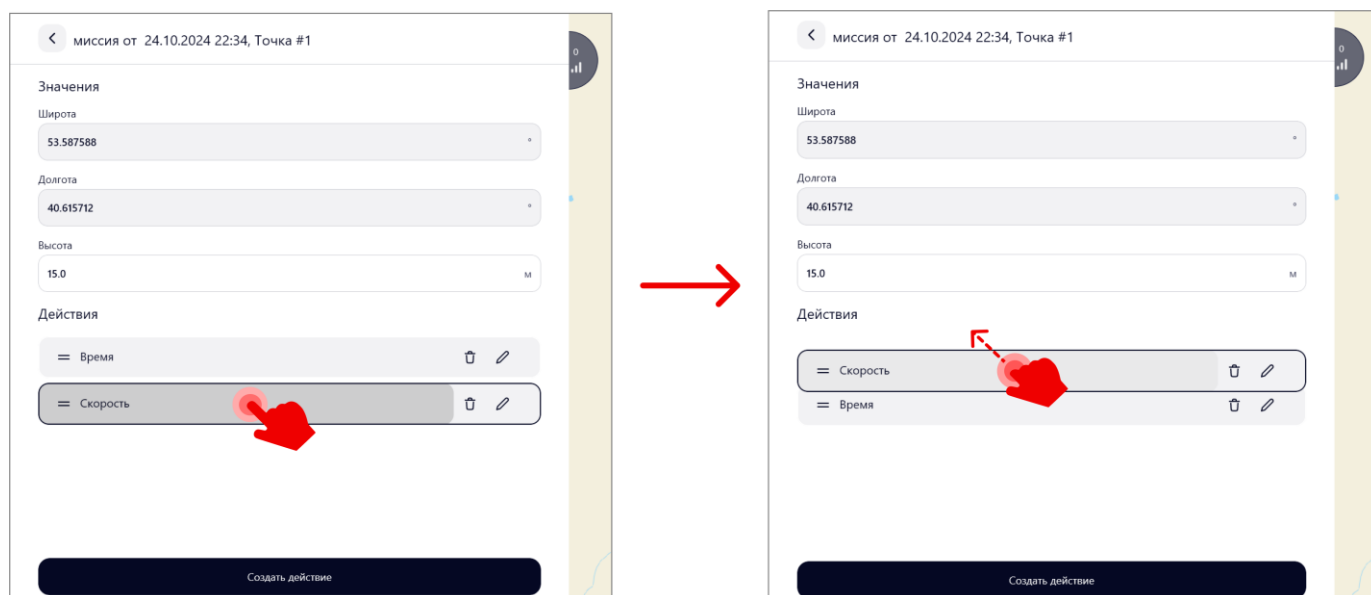 миссия от 24.10.2024 22:34, Точка #1
0
Значения
Широта
53.587588 °
Долгота
40.615712 °
Высота
15.0 м
Действия
Время
Скорость
Создать действие
миссия от 24.10.2024 22:34, Точка #1
0
Значения
Широта
53.587588 °
Долгота
40.615712 °
Высота
15.0 м
Действия
Скорость
Время
Создать действие